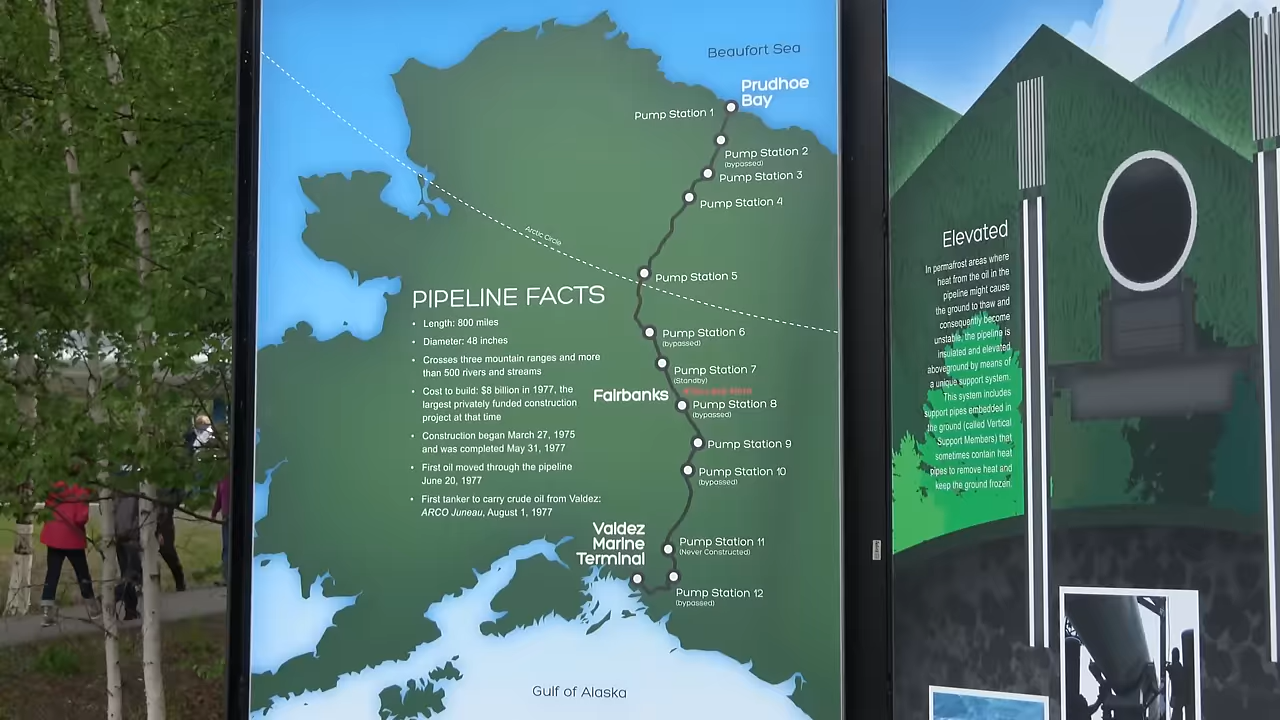 Beaufort Sea
Prudhoe
Bay
Pump Station 1
Pump Station 2
(bypassed)
Pump Station 3
Pump Station 4
Arctic Circle
Pump Station 5
PIPELINE FACTS
• Length: 800 miles
• Diameter: 48 inches
• Crosses three mountain ranges and more
than 500 rivers and streams
• Cost to build: $8 billion in 1977, the
largest privately funded construction
project at that time
• Construction began March 27, 1975
and was completed May 31, 1977
• First oil moved through the pipeline
June 20, 1977
• First tanker to carry crude oil from Valdez:
ARCO Juneau, August 1, 1977
Pump Station 6
(bypassed)
Pump Station 7
(Standby)
Fairbanks
Pump Station 8
(bypassed)
Pump Station 9
Pump Station 10
(bypassed)
Valdez
Marine
Terminal
Pump Station 11
(Never Constructed)
Pump Station 12
(bypassed)
Gulf of Alaska
Elevated
In permafrost areas where
heat from the oil in the
pipeline might cause
the ground to thaw and
consequently become
unstable, the pipeline is
insulated and elevated
aboveground by means of
a unique support system.
This system includes
support pipes embedded in
the ground (called Vertical
Support Members) that
sometimes contain heat
pipes to remove heat and
keep the ground frozen.